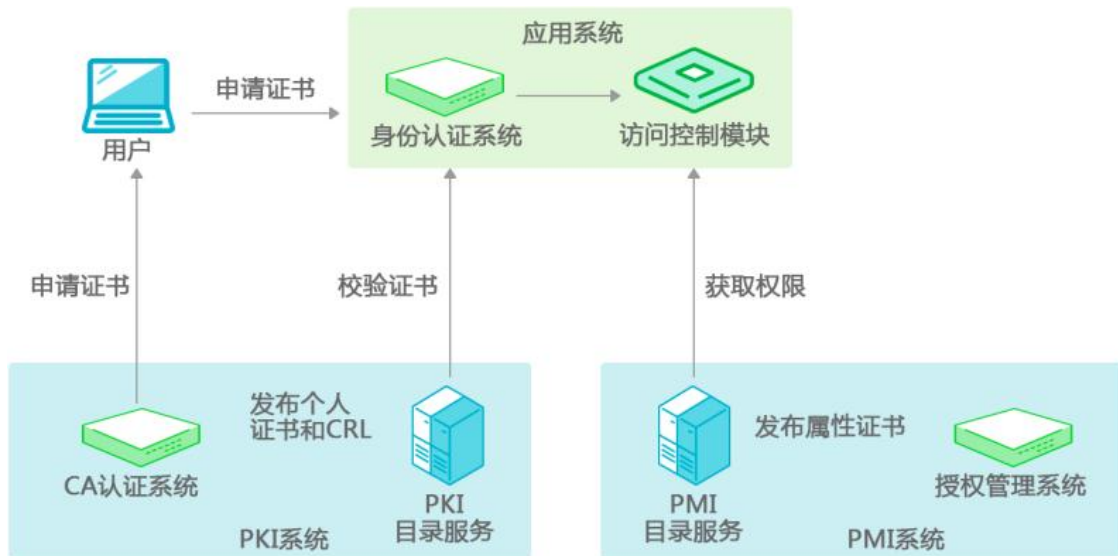 应用系统
申请证书
用户
身份认证系统
访问控制模块
申请证书
校验证书
获取权限
发布个人
证书和CRL
CA认证系统
PKI
目录服务
PKI系统
发布属性证书
PMI
目录服务
授权管理系统
PMI系统